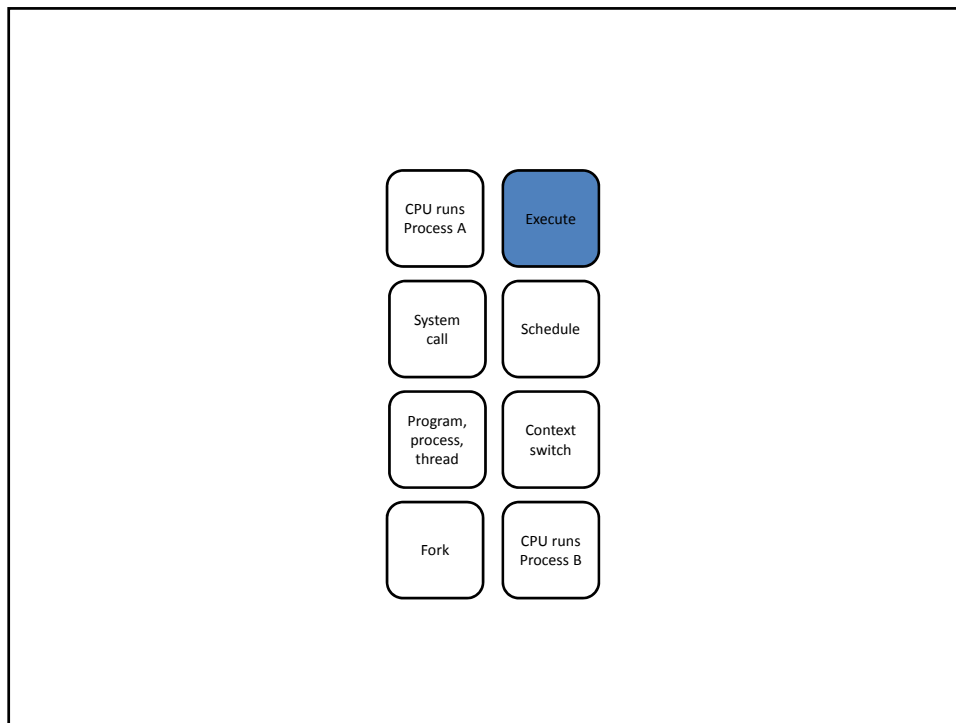 CPU runs
Process A
Execute
System
call
Schedule
Program,
process,
thread
Context
switch
Fork
CPU runs
Process B